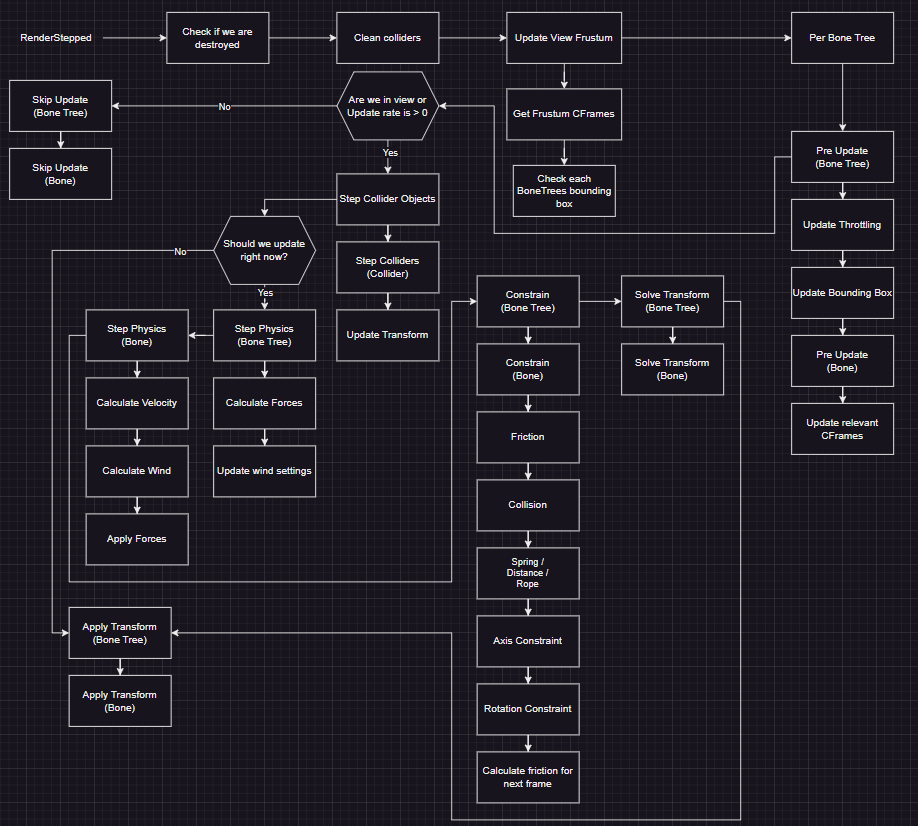 RenderStepped
Check if we are
destroyed
Clean colliders
Update View Frustum
Per Bone Tree
Skip Update
(Bone Tree)
No
Are we in view or
Update rate is > 0
Get Frustum CFrames
Yes
Pre Update
(Bone Tree)
Skip Update
(Bone)
Step Collider Objects
Check each
BoneTrees bounding
box
Update Throttling
No
Should we update
right now?
Step Colliders
(Collider)
Yes
Constrain
(Bone Tree)
Solve Transform
(Bone Tree)
Update Bounding Box
Step Physics
(Bone)
Step Physics
(Bone Tree)
Update Transform
Constrain
(Bone)
Solve Transform
(Bone)
Pre Update
(Bone)
Calculate Velocity
Calculate Forces
Friction
Update relevant
CFrames
Calculate Wind
Update wind settings
Collision
Apply Forces
Spring /
Distance /
Rope
Apply Transform
(Bone Tree)
Axis Constraint
Apply Transform
(Bone)
Rotation Constraint
Calculate friction for
next frame